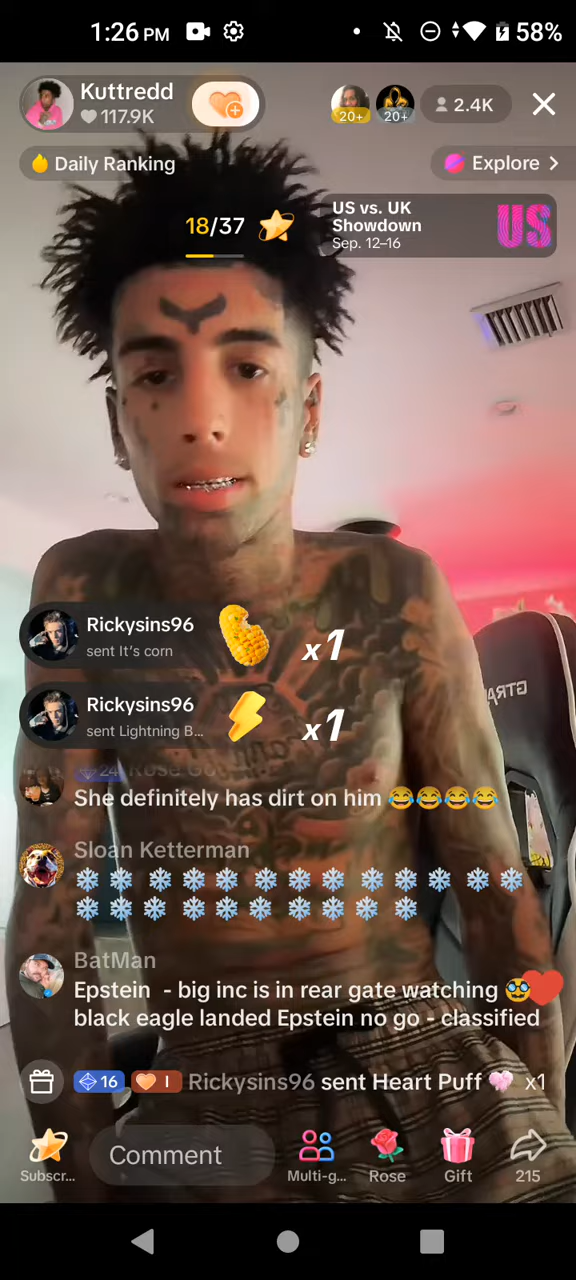 1:26 PM
58%
Kuttredd
117.9K
20+
20+
2.4K
Daily Ranking
Explore >
18/37
US vs. UK
Showdown
Sep. 12–16
US
Rickysins96
sent It's corn
x1
Rickysins96
sent Lightning B...
x1
24
She definitely has dirt on him 😂😂😂😂
Sloan Ketterman
❄ ❄ ❄ ❄ ❄ ❄ ❄ ❄ ❄ ❄ ❄ ❄ ❄
❄ ❄ ❄ ❄ ❄ ❄ ❄ ❄ ❄ ❄
BatMan
Epstein - big inc is in rear gate watching 🥸
black eagle landed Epstein no go - classified
16
I
Rickysins96 sent Heart Puff x1
Subscr...
Comment
Multi-g...
Rose
Gift
215